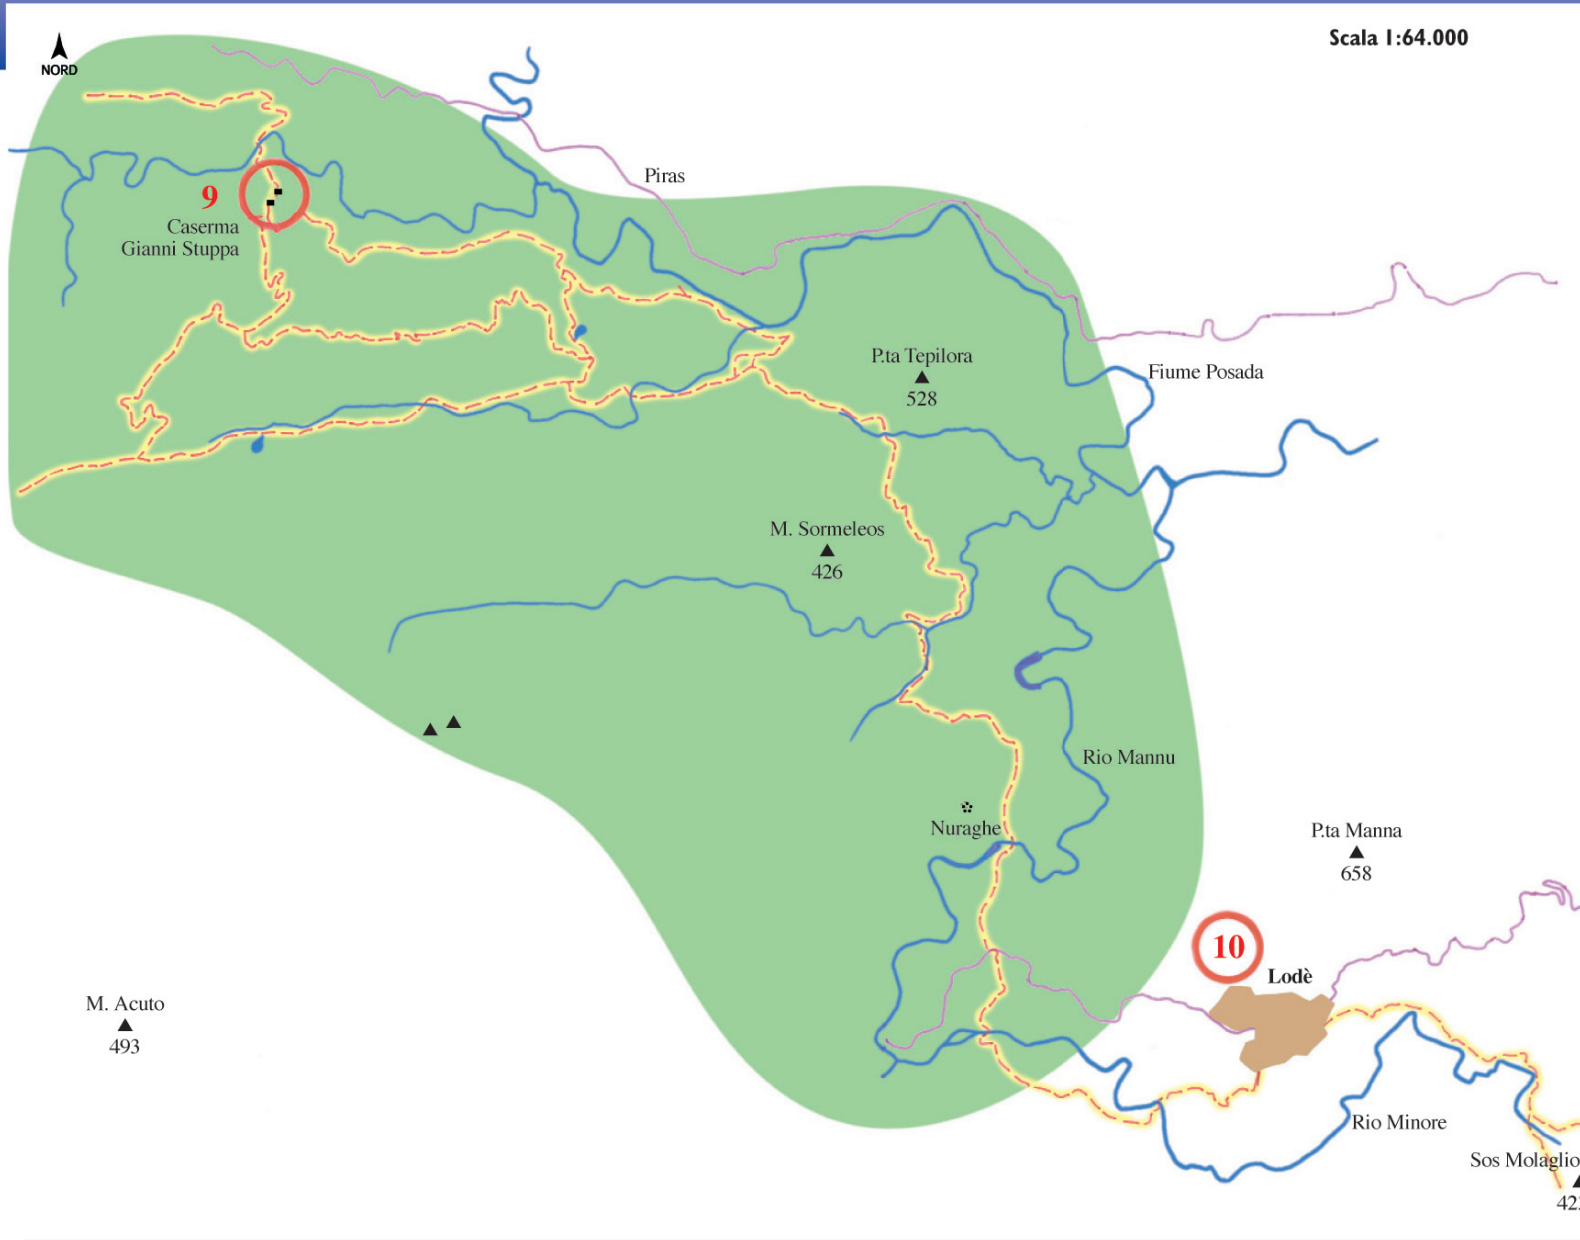 Scala 1:64.000
NORD
Piras
9
Caserma
Gianni Stuppa
P.ta Tepilora
528
Fiume Posada
M. Sormeleos
426
Rio Mannu
Nuraghe
P.ta Manna
658
10
Lodè
M. Acuto
493
Rio Minore
Sos Molaglio